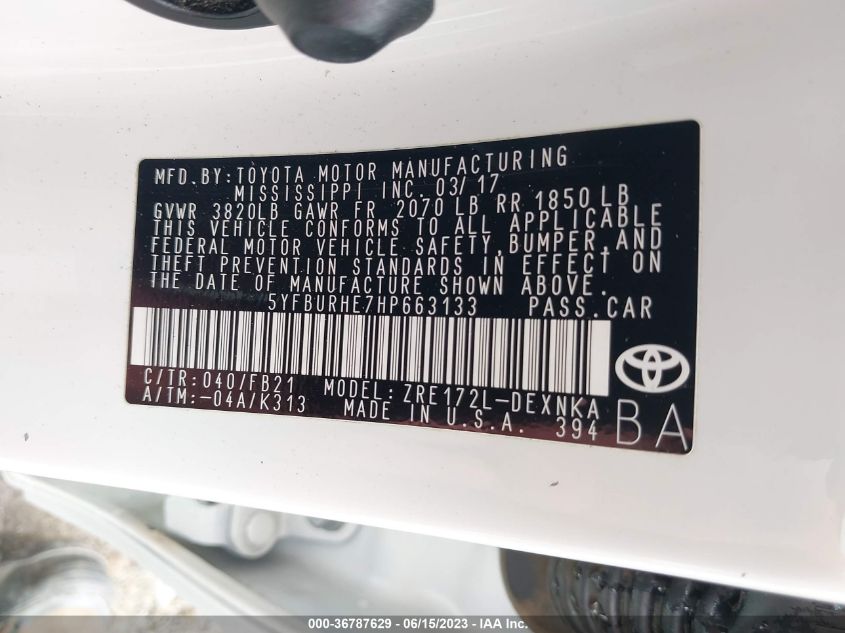 MFD.BY:TOYOTA MOTOR MANUFACTURING
MISSISSIPPI INC. 03/17
GVWR 3820LB GAWR FR 2070 LB RR 1850 LB
THIS VEHICLE CONFORMS TO ALL APPLICABLE
FEDERAL MOTOR VEHICLE SAFETY,BUMPER,AND
THEFT PREVENTION STANDARDS IN EFFECT ON
THE DATE OF MANUFACTURE SHOWN ABOVE.
5YFBURHE7HP663133 PASS.CAR
C/TR: 040/FB21 MODEL: ZRE172L-DEXNKA
A/TM:-04A/K313 MADE IN U.S.A. 394
BA
000-36787629 - 06/15/2023 - IAA Inc.